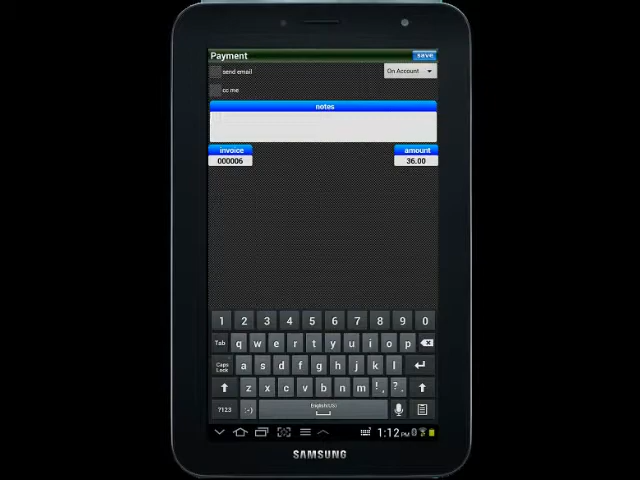 Payment save
send email On Account
cc me
notes
invoice amount
000006 36.00
1 2 3 4 5 6 7 8 9 0
Tab q w e r t y u i o p
Caps Lock a s d f g h j k l
z x c v b n m ! , ? .
?123 :-) English(US)
1:12 PM
SAMSUNG